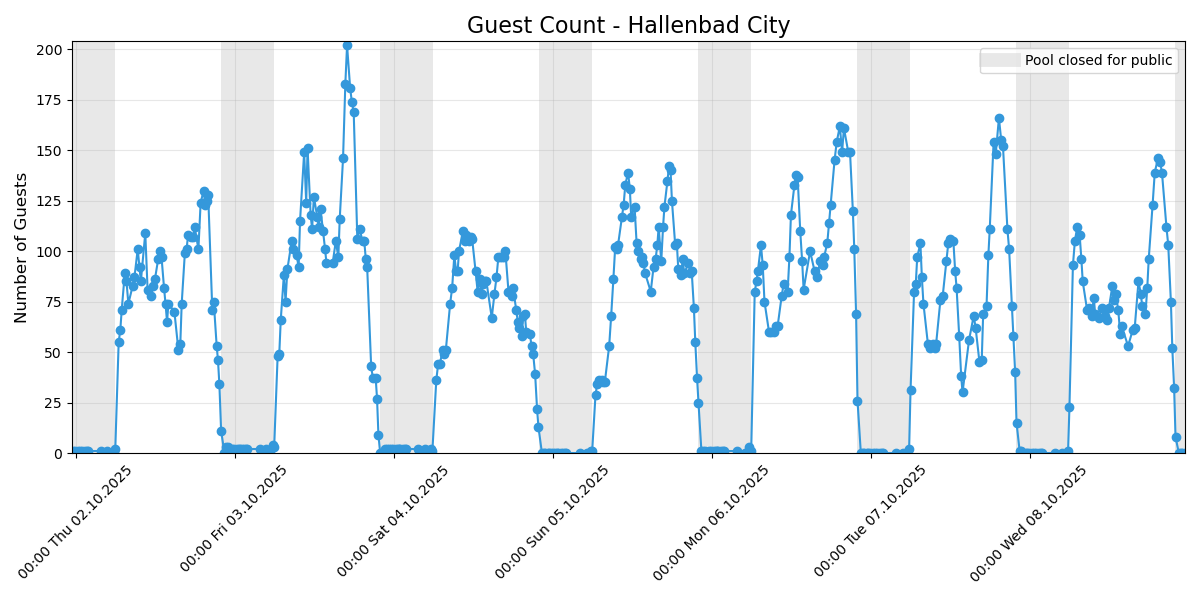 Guest Count - Hallenbad City
Pool closed for public
Number of Guests
200
175
150
125
100
75
50
25
0
00:00 Thu 02.10.2025
00:00 Fri 03.10.2025
00:00 Sat 04.10.2025
00:00 Sun 05.10.2025
00:00 Mon 06.10.2025
00:00 Tue 07.10.2025
00:00 Wed 08.10.2025